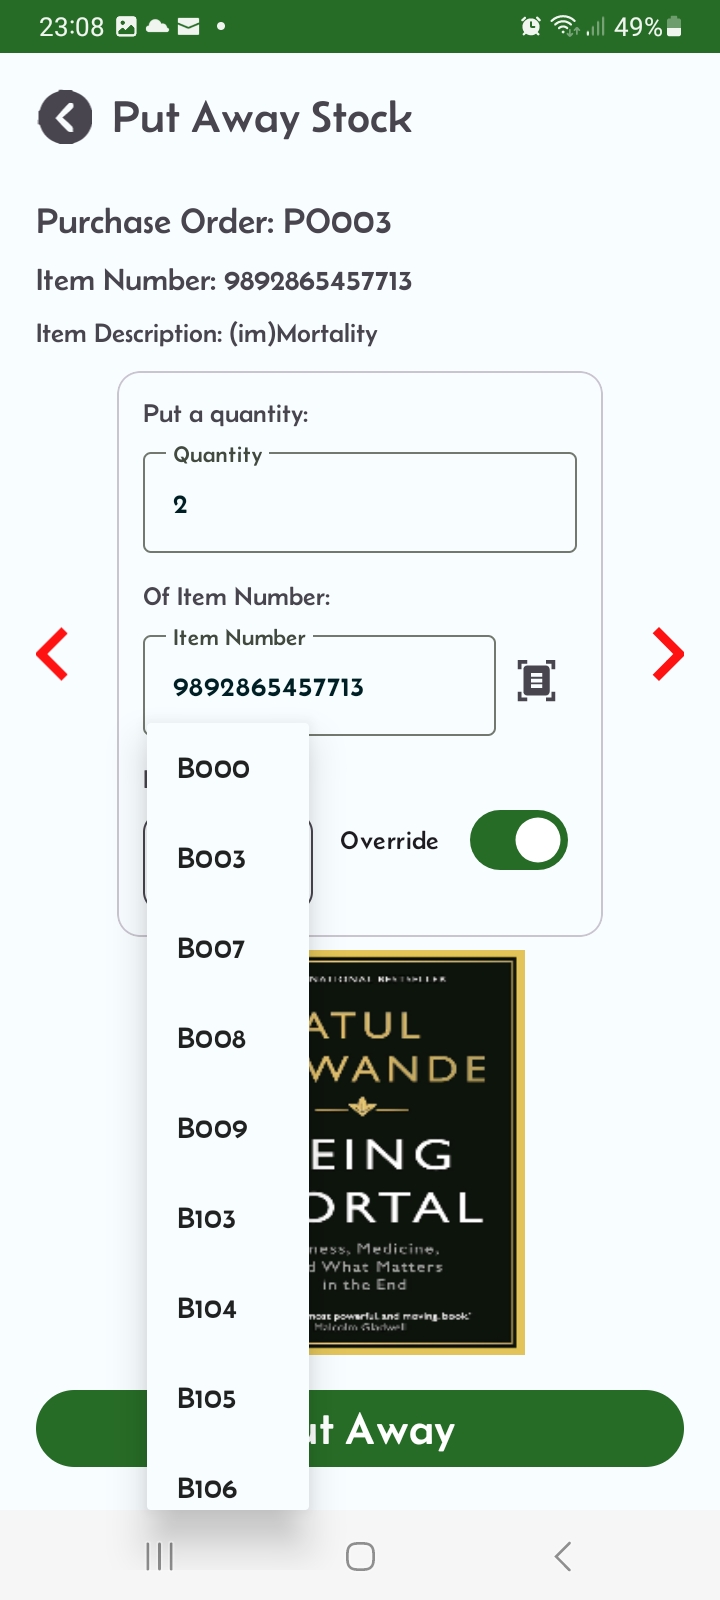 23:08
49%
Put Away Stock
Purchase Order: PO003
Item Number: 9892865457713
Item Description: (im)Mortality
Put a quantity:
Quantity
2
Of Item Number:
Item Number
9892865457713
B000
B003
Override
B007
B008
B009
B103
B104
B105
B106
NATIONAL BESTSELLER
ATUL
WANDE
EING
ORTAL
ness, Medicine,
d What Matters
in the End
most powerful, and moving, book.'
Malcolm Gladwell
ut Away